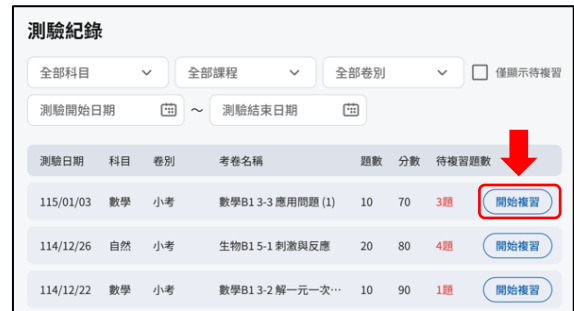 測驗紀錄
全部科目 全部課程 全部卷別 僅顯示待複習
測驗開始日期 ～ 測驗結束日期
測驗日期 科目 卷別 考卷名稱 題數 分數 待複習題數
115/01/03 數學 小考 數學B1 3-3 應用問題 (1) 10 70 3題 開始複習
114/12/26 自然 小考 生物B1 5-1 刺激與反應 20 80 4題 開始複習
114/12/22 數學 小考 數學B1 3-2 解一元一次⋯ 10 90 1題 開始複習